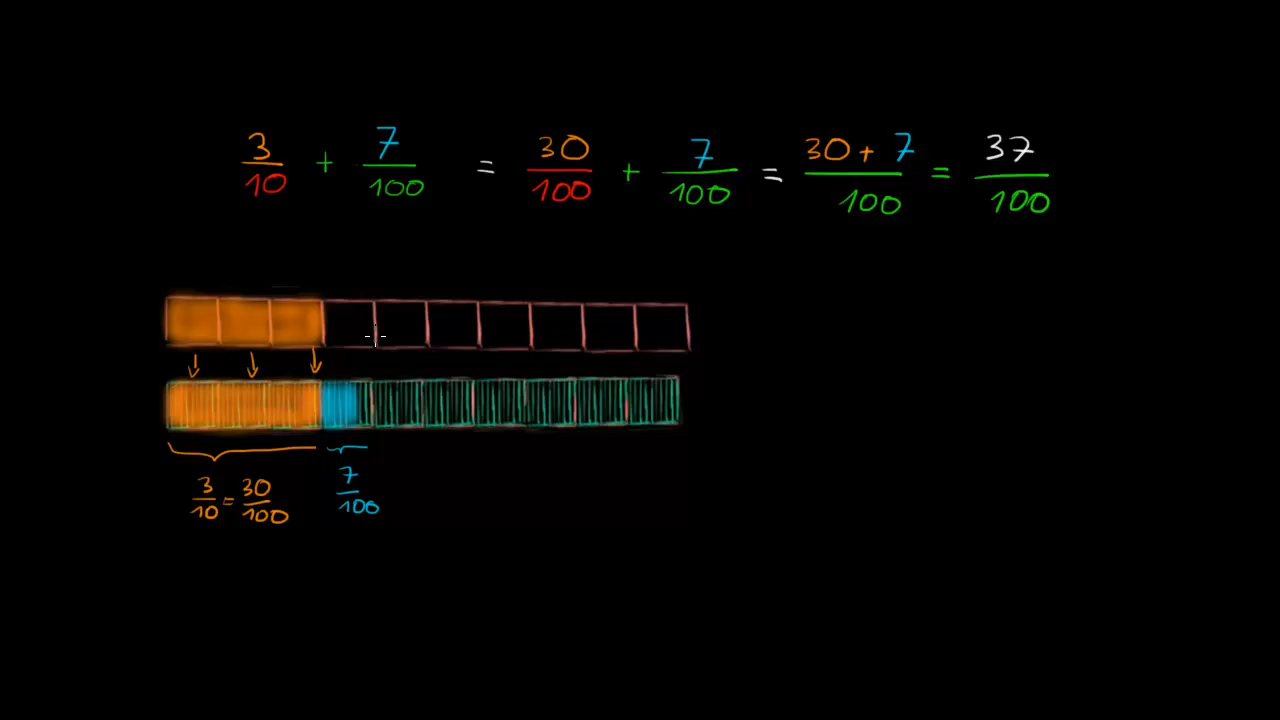 3/10 + 7/100 = 30/100 + 7/100 = 30 + 7/100 = 37/100
3/10 = 30/100
7/100